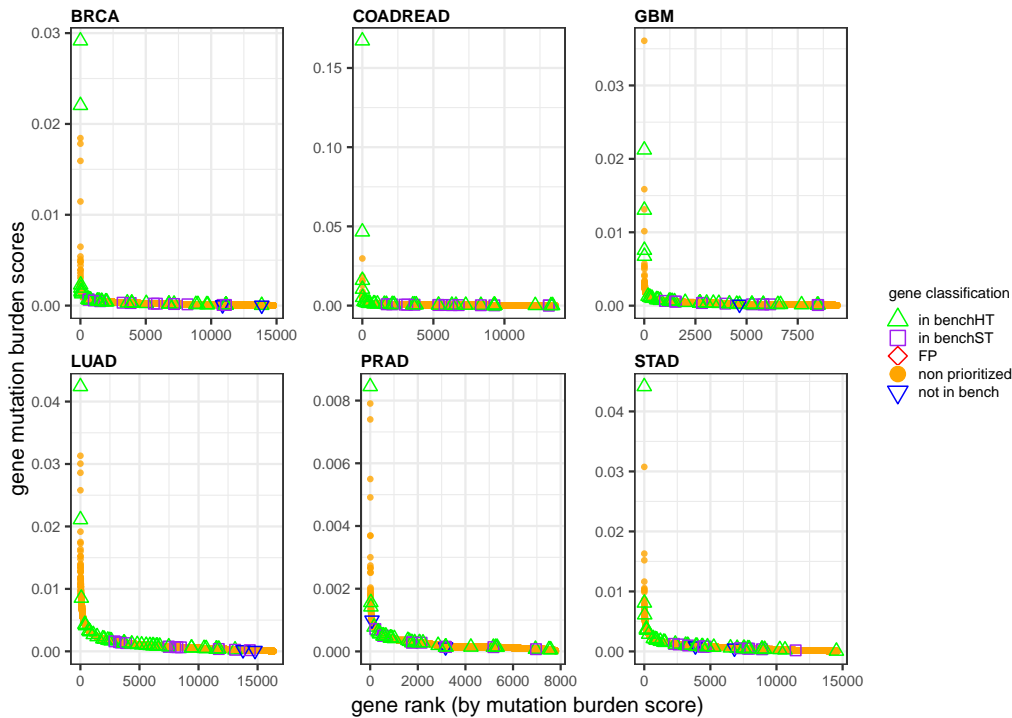 BRCA COADREAD GBM
0.03 0.02 0.01 0.00
0 5000 10000 15000
0.15 0.10 0.05 0.00
0 5000 10000
0.03 0.02 0.01 0.00
0 2500 5000 7500
LUAD PRAD STAD
0.04 0.03 0.02 0.01 0.00
0 5000 10000 15000
0.008 0.006 0.004 0.002 0.000
0 2000 4000 6000 8000
0.04 0.03 0.02 0.01 0.00
0 5000 10000 15000
gene mutation burden scores
gene rank (by mutation burden score)
gene classification
in benchHT
in benchST
FP
non prioritized
not in bench